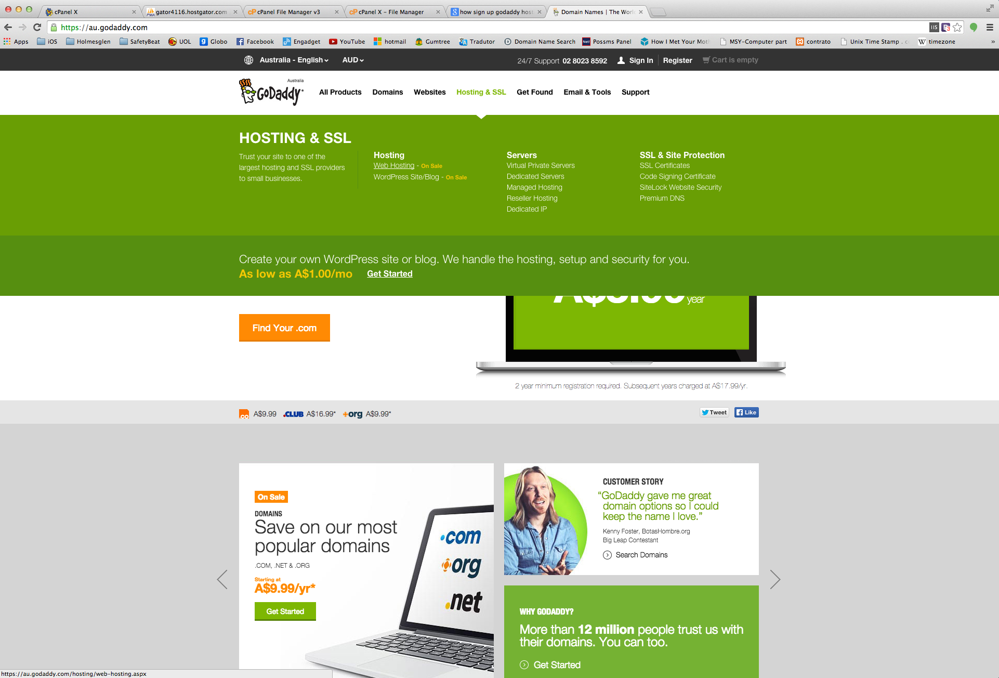 cPanel X
gator4116.hostgator.com
cPanel File Manager v3
cPanel X - File Manager
how sign up godaddy host
Domain Names | The Worl
https://au.godaddy.com
Apps
iOS
Holmesglen
SafetyBeat
UOL
Globo
Facebook
Engadget
YouTube
hotmail
Gumtree
Tradutor
Domain Name Search
Possms Panel
How I Met Your Moth
MSY-Computer part
contrato
Unix Time Stamp . c
timezone
»
Australia - English
AUD
24/7 Support 02 8023 8592
Sign In
Register
Cart is empty
Australia
GoDaddy
All Products
Domains
Websites
Hosting & SSL
Get Found
Email & Tools
Support
HOSTING & SSL
Trust your site to one of the
largest hosting and SSL providers
to small businesses.
Hosting
Web Hosting - On Sale
WordPress Site/Blog - On Sale
Servers
Virtual Private Servers
Dedicated Servers
Managed Hosting
Reseller Hosting
Dedicated IP
SSL & Site Protection
SSL Certificates
Code Signing Certificate
SiteLock Website Security
Premium DNS
Create your own WordPress site or blog. We handle the hosting, setup and security for you.
As low as A$1.00/mo Get Started
year
Find Your .com
2 year minimum registration required. Subsequent years charged at A$17.99/yr.
.co A$9.99 .CLUB A$16.99* org A$9.99*
Tweet
Like
On Sale
DOMAINS
Save on our most
popular domains
.COM, .NET & .ORG
Starting at
A$9.99/yr*
Get Started
.com
org
.net
CUSTOMER STORY
“GoDaddy gave me great
domain options so I could
keep the name I love.”
Kenny Foster, BotasHombre.org
Big Leap Contestant
Search Domains
WHY GODADDY?
More than 12 million people trust us with
their domains. You can too.
Get Started
https://au.godaddy.com/hosting/web-hosting.aspx